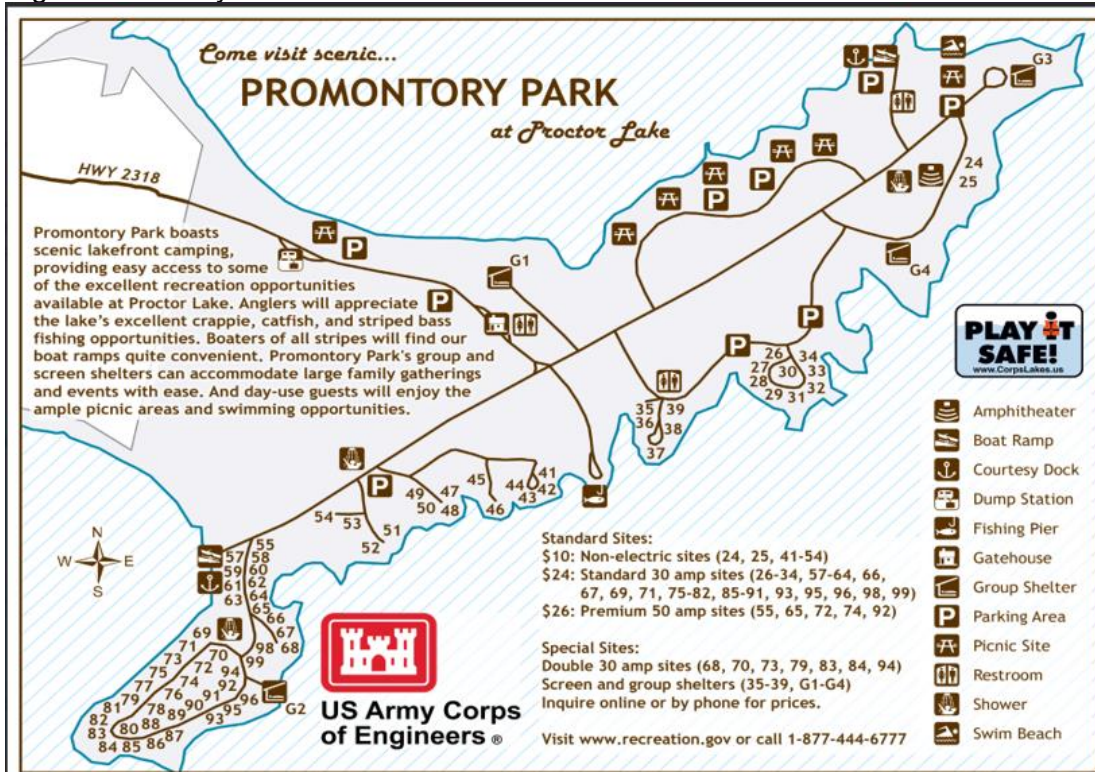 Come visit scenic...
PROMONTORY PARK
at Proctor Lake
HWY 2318
Promontory Park boasts
scenic lakefront camping,
providing easy access to some
of the excellent recreation opportunities
available at Proctor Lake. Anglers will appreciate
the lake's excellent crappie, catfish, and striped bass
fishing opportunities. Boaters of all stripes will find our
boat ramps quite convenient. Promontory Park's group and
screen shelters can accommodate large family gatherings
and events with ease. And day-use guests will enjoy the
ample picnic areas and swimming opportunities.
P
G3
P
P
24
25
P
P
P
G1
G4
P
P
P
26
27
28
29
30
31
32
33
34
35
36
37
38
39
P
41
42
43
44
45
46
47
48
49
50
51
52
53
54
N
W E
S
55
57
58
59
60
61
62
63
64
65
66
67
68
69
70
71
72
73
74
75
76
77
78
79
80
81
82
83
84
85
86
87
88
89
90
91
92
93
94
95
96
98
99
G2
PLAY IT
SAFE!
www.CorpsLakes.us
Amphitheater
Boat Ramp
Courtesy Dock
Dump Station
Fishing Pier
Gatehouse
Group Shelter
P Parking Area
Picnic Site
Restroom
Shower
Swim Beach
Standard Sites:
$10: Non-electric sites (24, 25, 41-54)
$24: Standard 30 amp sites (26-34, 57-64, 66,
67, 69, 71, 75-82, 85-91, 93, 95, 96, 98, 99)
$26: Premium 50 amp sites (55, 65, 72, 74, 92)
Special Sites:
Double 30 amp sites (68, 70, 73, 79, 83, 84, 94)
Screen and group shelters (35-39, G1-G4)
Inquire online or by phone for prices.
Visit www.recreation.gov or call 1-877-444-6777
US Army Corps
of Engineers ®